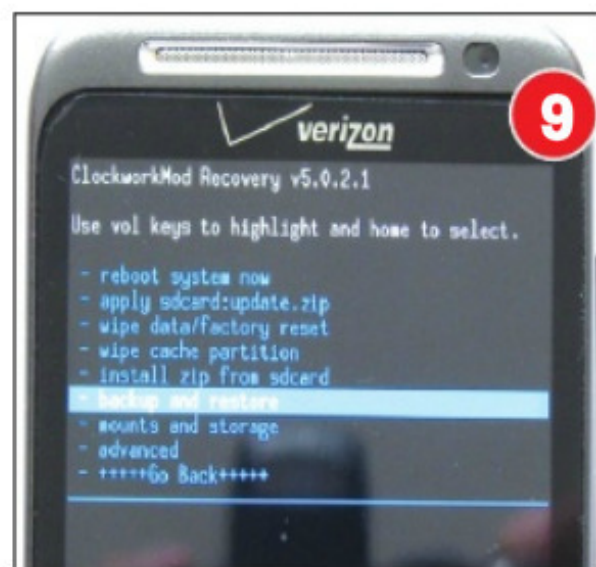 9
verizon
ClockworkMod Recovery v5.0.2.1
Use vol keys to highlight and home to select.
- reboot system now
- apply sdcard:update.zip
- wipe data/factory reset
- wipe cache partition
- install zip from sdcard
- backup and restore
- mounts and storage
- advanced
- +++++Go Back+++++